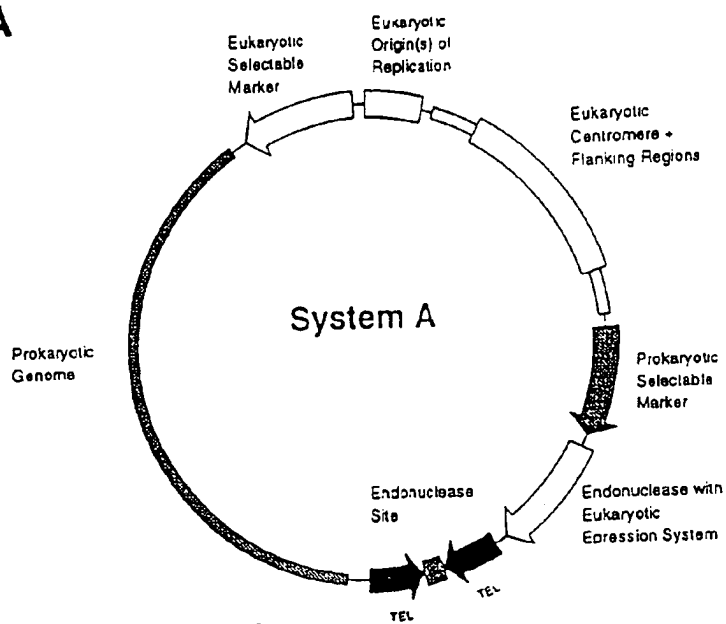 A
Eukaryotic
Origin(s) of
Replication
Eukaryotic
Selectable
Marker
Eukaryotic
Centromere +
Flanking Regions
System A
Prokaryotic
Genome
Prokaryotic
Selectable
Marker
Endonuclease
Site
Endonuclease with
Eukaryotic
Epression System
TEL
TEL